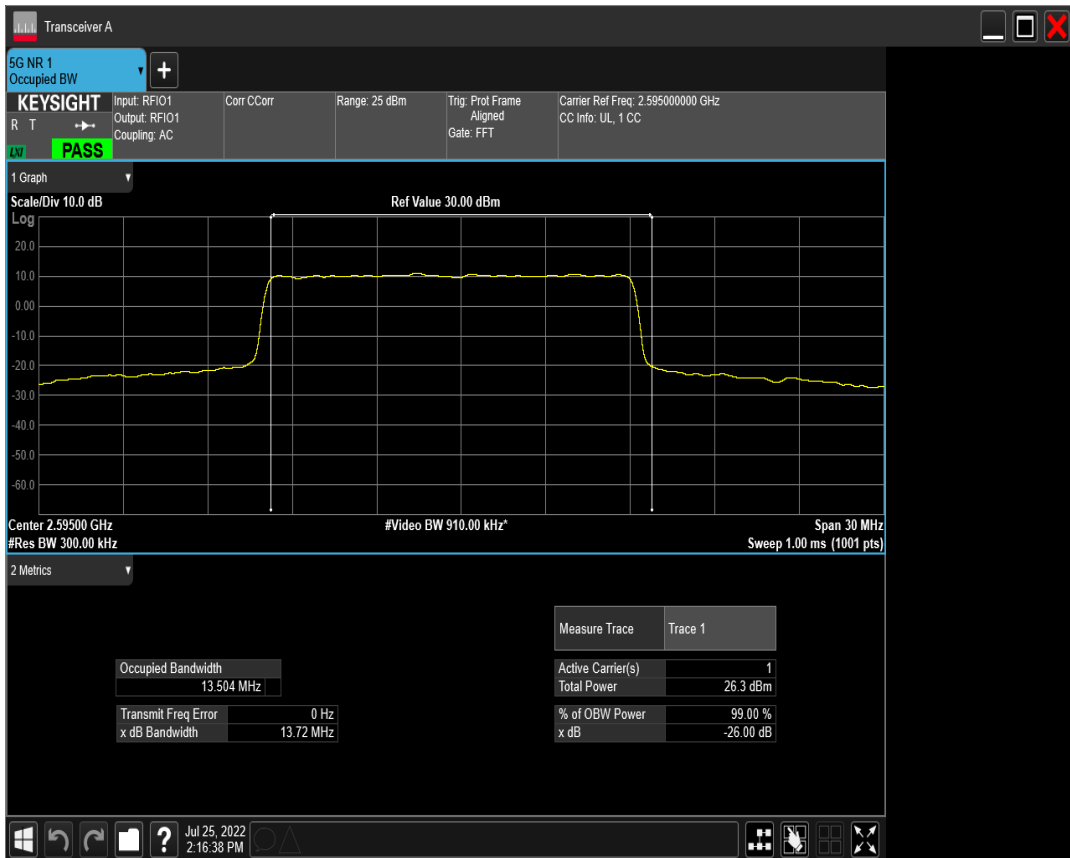 Transceiver A
5G NR 1
Occupied BW
+
KEYSIGHT
R T
LXI
PASS
Input: RFIO1
Output: RFIO1
Coupling: AC
Corr CCorr
Range: 25 dBm
Trig: Prot Frame
Aligned
Gate: FFT
Carrier Ref Freq: 2.595000000 GHz
CC Info: UL, 1 CC
1 Graph
Scale/Div 10.0 dB
Ref Value 30.00 dBm
Log
20.0
10.0
0.00
-10.0
-20.0
-30.0
-40.0
-50.0
-60.0
Center 2.59500 GHz
#Video BW 910.00 kHz*
Span 30 MHz
#Res BW 300.00 kHz
Sweep 1.00 ms (1001 pts)
2 Metrics
Measure Trace Trace 1
Occupied Bandwidth
13.504 MHz
Active Carrier(s) 1
Total Power 26.3 dBm
Transmit Freq Error 0 Hz
x dB Bandwidth 13.72 MHz
% of OBW Power 99.00 %
x dB -26.00 dB
?
Jul 25, 2022
2:16:38 PM